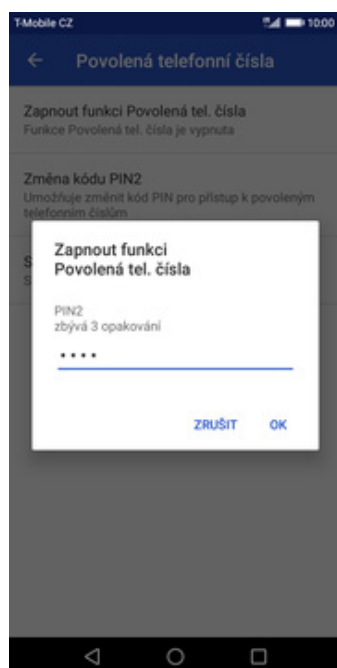 T-Mobile CZ 10:00
Povolená telefonní čísla
Zapnout funkci Povolená tel. čísla
Funkce Povolená tel. čísla je vypnuta
Změna kódu PIN2
Umožňuje změnit kód PIN pro přístup k povoleným
telefonním číslům
S
S
Zapnout funkci
Povolená tel. čísla
PIN2
zbývá 3 opakování
••••
ZRUŠIT OK